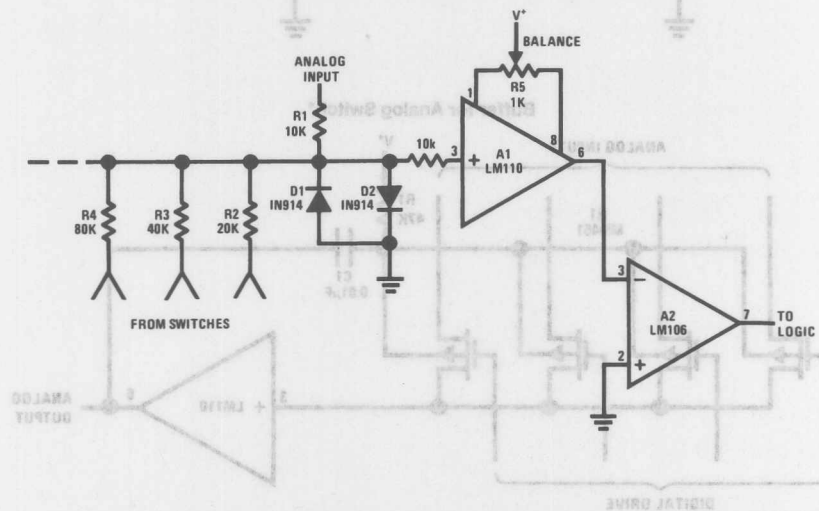 V+
BALANCE
R5
1K
ANALOG
INPUT
R1
10K
1
8
10k
3
+
A1
LM110
6
D1
IN914
D2
IN914
R4
80K
R3
40K
R2
20K
FROM SWITCHES
3
−
A2
LM106
7
TO
LOGIC
2
+